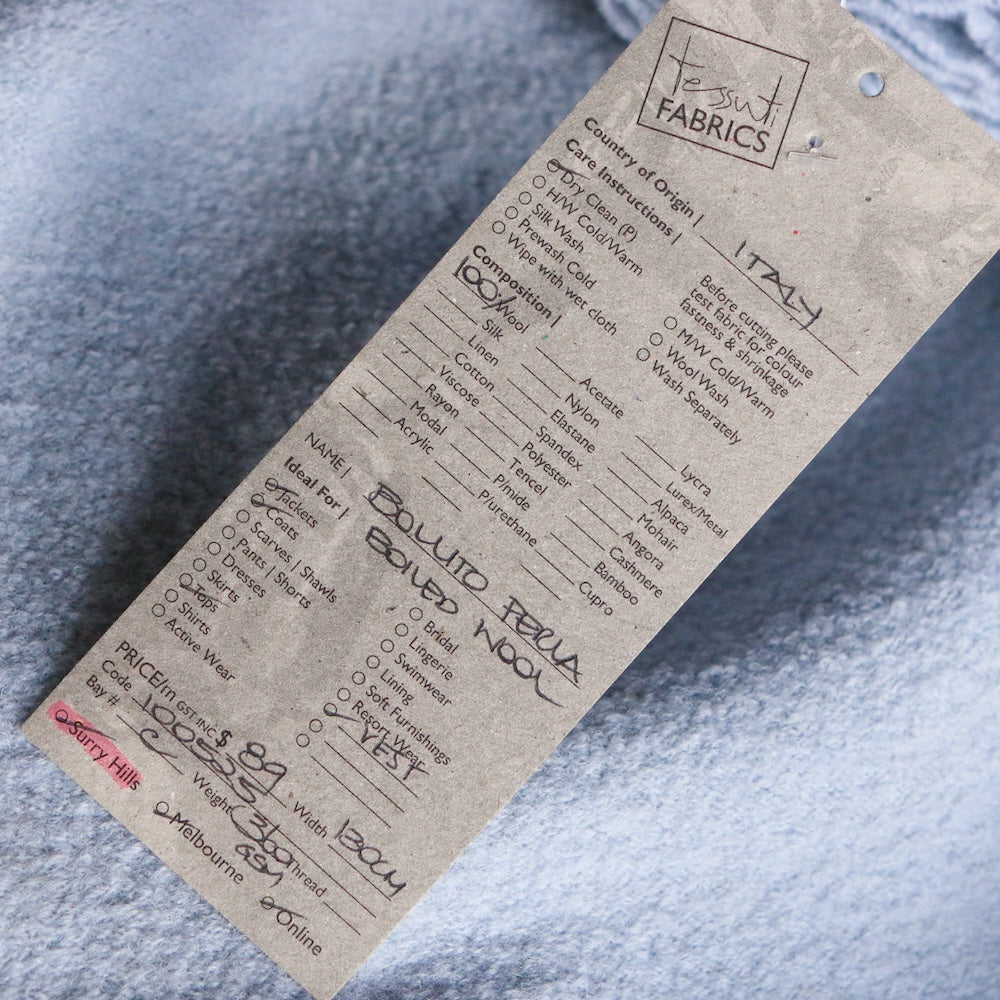 tessuti
FABRICS
Country of Origin | ITALY
Care Instructions |
Dry Clean (P)
H/W Cold/Warm
Silk Wash
Prewash Cold
Wipe with wet cloth
Before cutting please
test fabric for colour
fastness & shrinkage
M/W Cold/Warm
Wool Wash
Wash Separately
Composition |
100% Wool
Silk
Linen
Cotton
Viscose
Rayon
Modal
Acrylic
Acetate
Nylon
Elastane
Spandex
Polyester
Tencel
P/mide
P/urethane
Lycra
Lurex/Metal
Alpaca
Mohair
Angora
Cashmere
Bamboo
Cupro
NAME | BOLLITO PERLA
BOILED WOOL
Ideal For |
Jackets
Coats
Scarves | Shawls
Pants | Shorts
Dresses
Skirts
Tops
Shirts
Active Wear
Bridal
Lingerie
Swimwear
Lining
Soft Furnishings
Resort Wear
VEST
PRICE/m GST INC $ 89 Width 130CM
Code 100525 Weight 360 GSM Thread
Bay # C
Surry Hills
Melbourne
Online